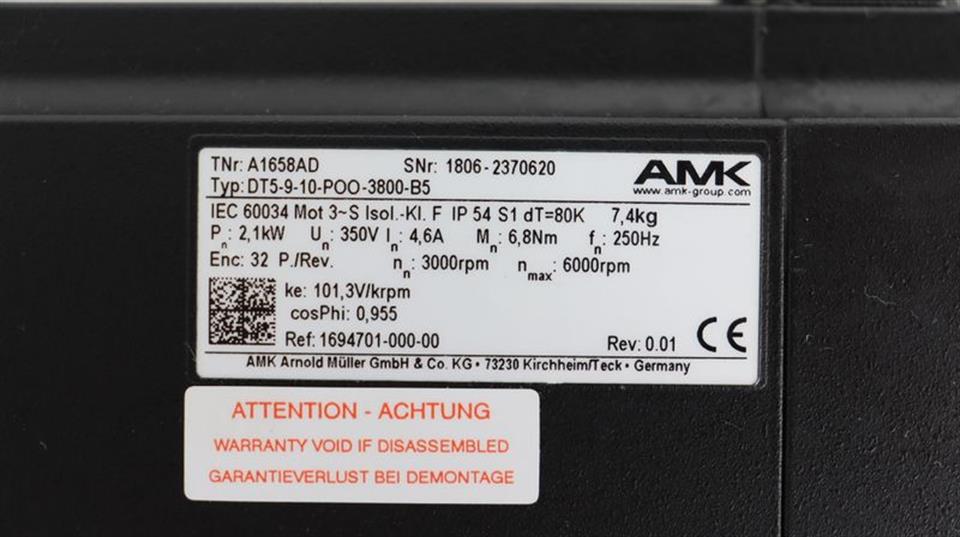 TNr: A1658AD SNr: 1806-2370620
Typ: DT5-9-10-POO-3800-B5
AMK
www.amk-group.com
IEC 60034 Mot 3~S Isol.-Kl. F IP 54 S1 dT=80K 7,4kg
Pn: 2,1kW Un: 350V In: 4,6A Mn: 6,8Nm fn: 250Hz
Enc: 32 P./Rev. nn: 3000rpm nmax: 6000rpm
ke: 101,3V/krpm
cosPhi: 0,955
Ref: 1694701-000-00 Rev: 0.01 CE
AMK Arnold Müller GmbH & Co. KG • 73230 Kirchheim/Teck • Germany
ATTENTION - ACHTUNG
WARRANTY VOID IF DISASSEMBLED
GARANTIEVERLUST BEI DEMONTAGE